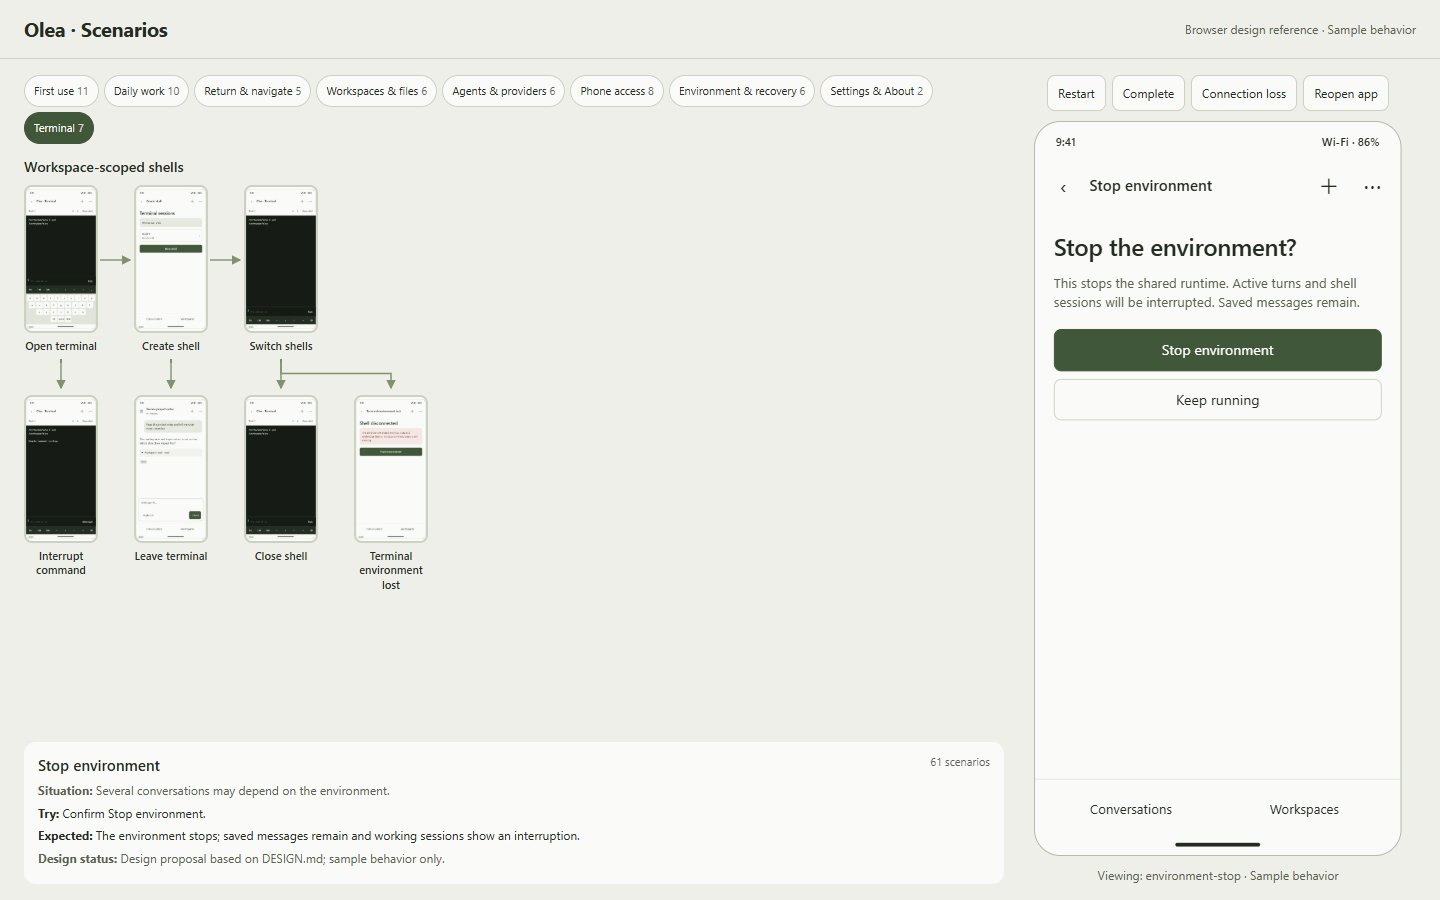 Olea · Scenarios
Browser design reference · Sample behavior
First use 11
Daily work 10
Return & navigate 5
Workspaces & files 6
Agents & providers 6
Phone access 8
Environment & recovery 6
Settings & About 2
Terminal 7
Restart
Complete
Connection loss
Reopen app
Workspace-scoped shells
Terminal sessions
Open terminal
Create shell
Switch shells
Shell disconnected
Interrupt
command
Leave terminal
Close shell
Terminal
environment
lost
Stop environment
61 scenarios
Situation: Several conversations may depend on the environment.
Try: Confirm Stop environment.
Expected: The environment stops; saved messages remain and working sessions show an interruption.
Design status: Design proposal based on DESIGN.md; sample behavior only.
9:41
Wi-Fi · 86%
‹ Stop environment + ...
Stop the environment?
This stops the shared runtime. Active turns and shell
sessions will be interrupted. Saved messages remain.
Stop environment
Keep running
Conversations
Workspaces
Viewing: environment-stop · Sample behavior